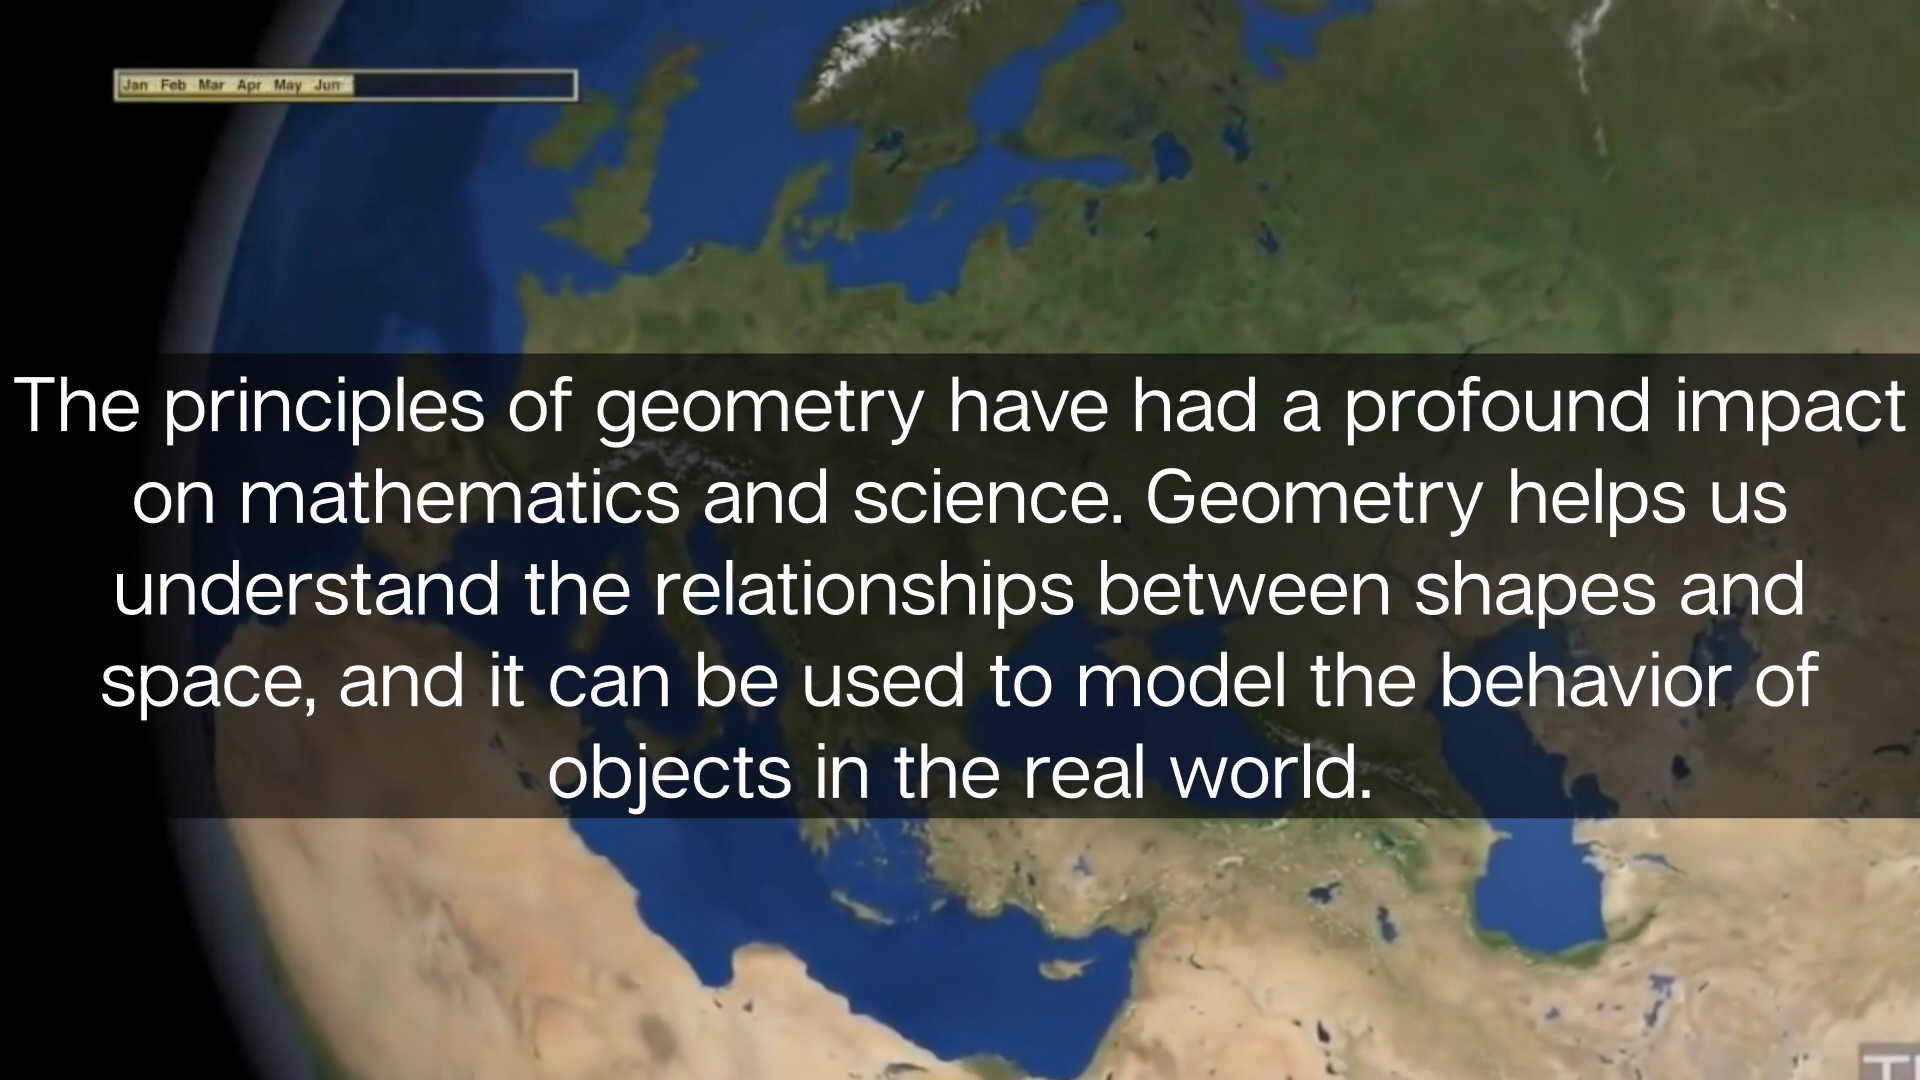 Jan Feb Mar Apr May Jun
The principles of geometry have had a profound impact
on mathematics and science. Geometry helps us
understand the relationships between shapes and
space, and it can be used to model the behavior of
objects in the real world.